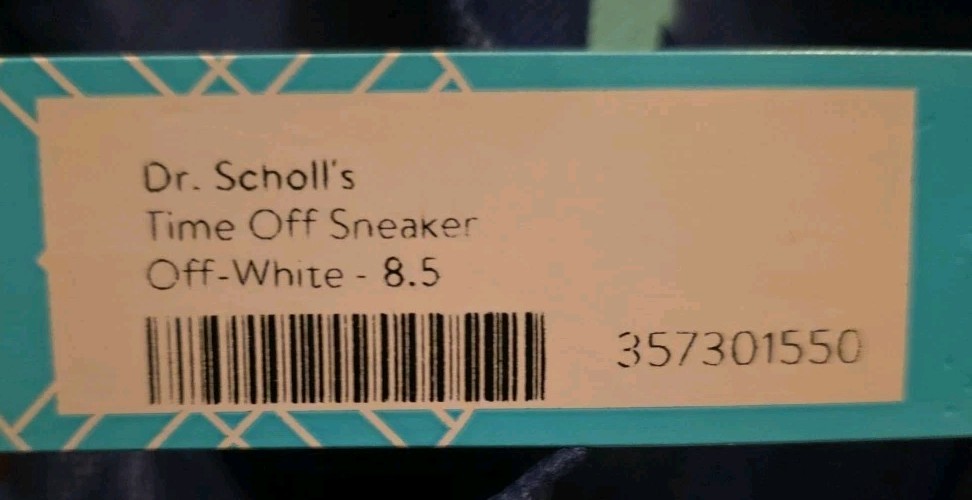 Dr. Scholl's
Time Off Sneaker
Off-White - 8.5
357301550